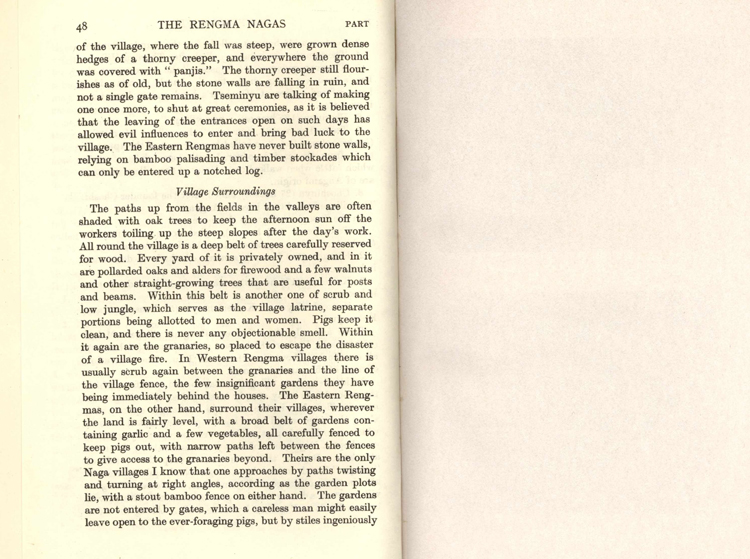 48 THE RENGMA NAGAS PART
of the village, where the fall was steep, were grown dense
hedges of a thorny creeper, and everywhere the ground
was covered with " panjis." The thorny creeper still flour-
ishes as of old, but the stone walls are falling in ruin, and
not a single gate remains. Tseminyu are talking of making
one once more, to shut at great ceremonies, as it is believed
that the leaving of the entrances open on such days has
allowed evil influences to enter and bring bad luck to the
village. The Eastern Rengmas have never built stone walls,
relying on bamboo palisading and timber stockades which
can only be entered up a notched log.
Village Surroundings
The paths up from the fields in the valleys are often
shaded with oak trees to keep the afternoon sun off the
workers toiling up the steep slopes after the day's work.
All round the village is a deep belt of trees carefully reserved
for wood. Every yard of it is privately owned, and in it
are pollarded oaks and alders for firewood and a few walnuts
and other straight-growing trees that are useful for posts
and beams. Within this belt is another one of scrub and
low jungle, which serves as the village latrine, separate
portions being allotted to men and women. Pigs keep it
clean, and there is never any objectionable smell. Within
it again are the granaries, so placed to escape the disaster
of a village fire. In Western Rengma villages there is
usually scrub again between the granaries and the line of
the village fence, the few insignificant gardens they have
being immediately behind the houses. The Eastern Reng-
mas, on the other hand, surround their villages, wherever
the land is fairly level, with a broad belt of gardens con-
taining garlic and a few vegetables, all carefully fenced to
keep pigs out, with narrow paths left between the fences
to give access to the granaries beyond. Theirs are the only
Naga villages I know that one approaches by paths twisting
and turning at right angles, according as the garden plots
lie, with a stout bamboo fence on either hand. The gardens
are not entered by gates, which a careless man might easily
leave open to the ever-foraging pigs, but by stiles ingeniously